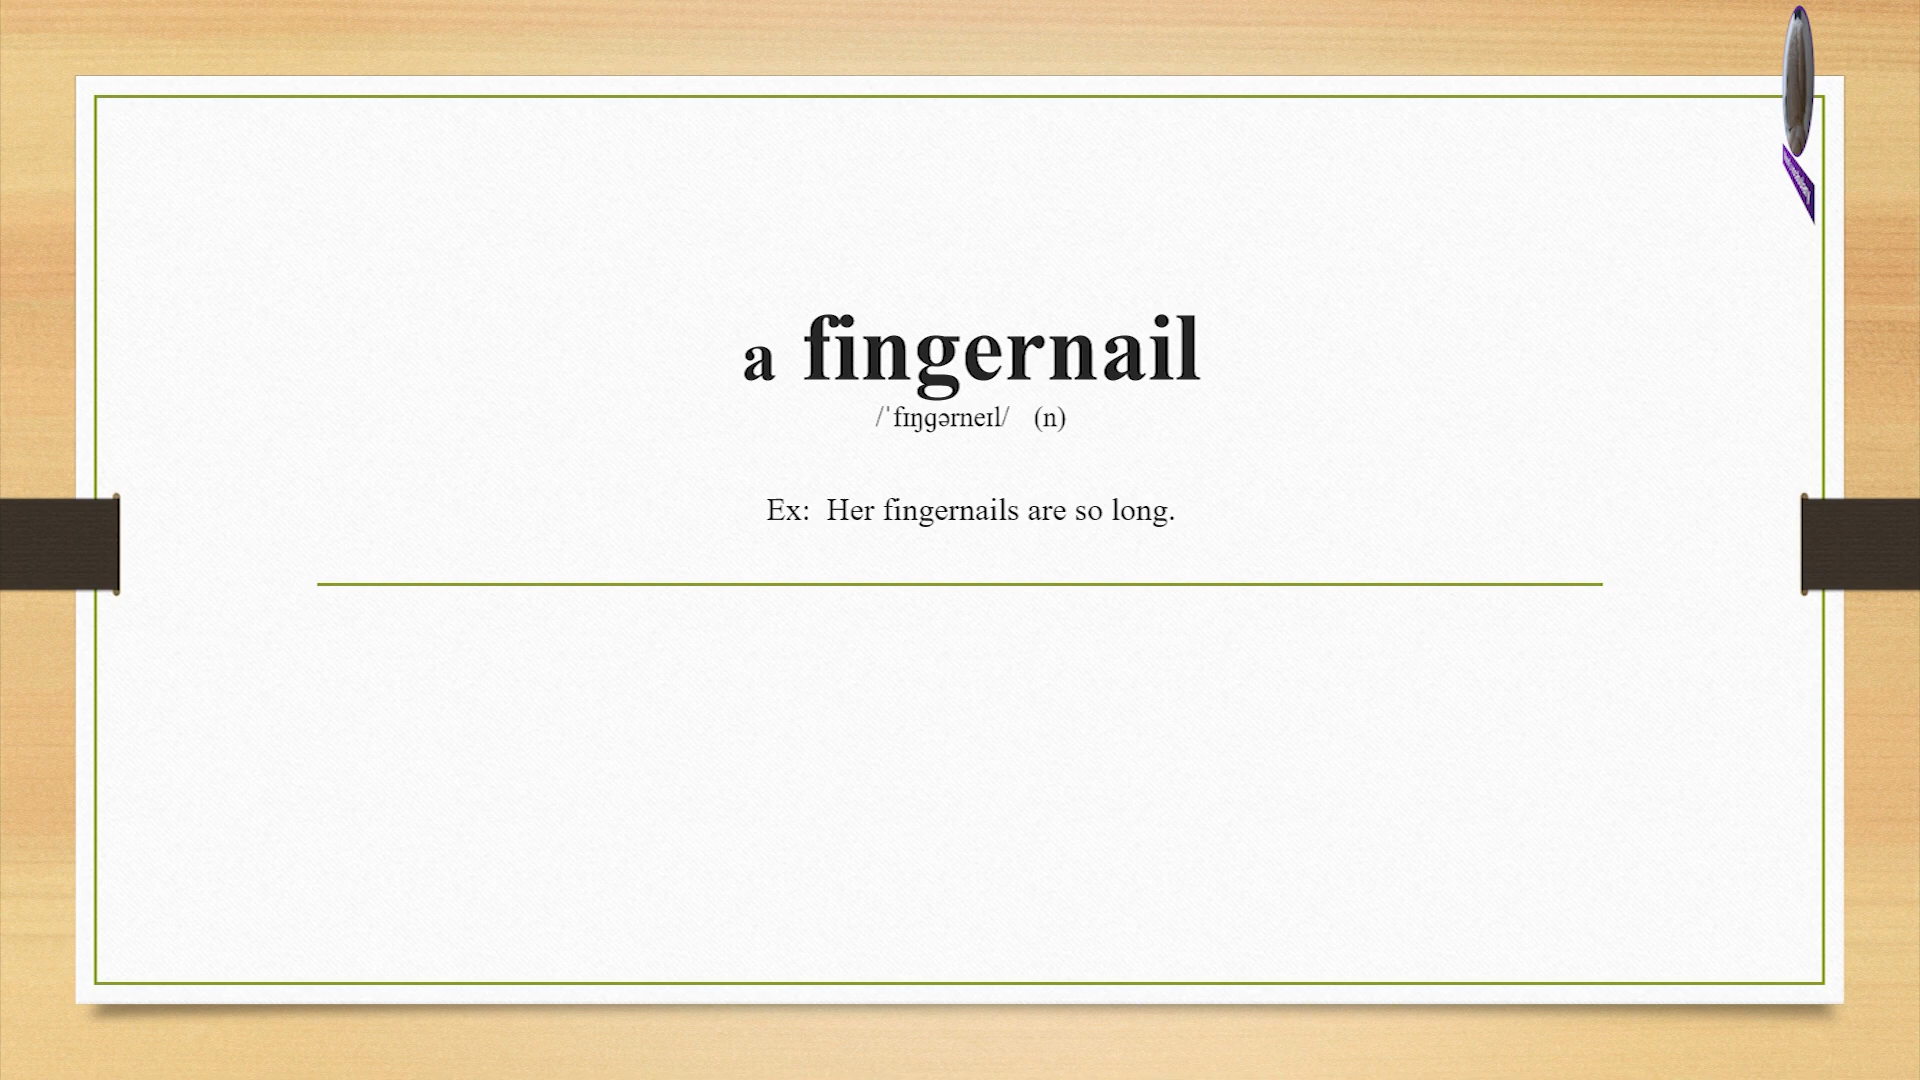 a fingernail
/ˈfɪŋɡərneɪl/ (n)
Ex: Her fingernails are so long.